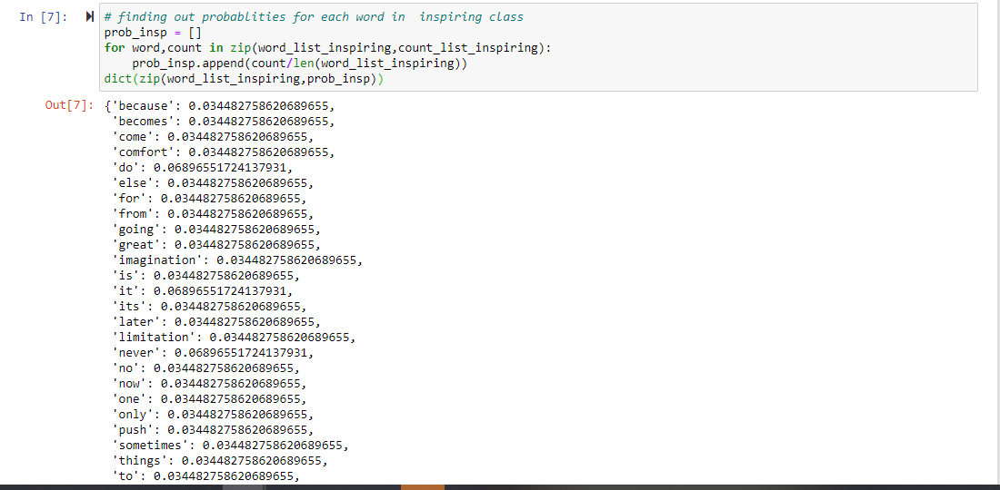 In [7]: # finding out probablities for each word in  inspiring class
prob_insp = []
for word,count in zip(word_list_inspiring,count_list_inspiring):
    prob_insp.append(count/len(word_list_inspiring))
dict(zip(word_list_inspiring,prob_insp))
Out[7]: {'because': 0.034482758620689655,
'becomes': 0.034482758620689655,
'come': 0.034482758620689655,
'comfort': 0.034482758620689655,
'do': 0.06896551724137931,
'else': 0.034482758620689655,
'for': 0.034482758620689655,
'from': 0.034482758620689655,
'going': 0.034482758620689655,
'great': 0.034482758620689655,
'imagination': 0.034482758620689655,
'is': 0.034482758620689655,
'it': 0.06896551724137931,
'its': 0.034482758620689655,
'later': 0.034482758620689655,
'limitation': 0.034482758620689655,
'never': 0.06896551724137931,
'no': 0.034482758620689655,
'now': 0.034482758620689655,
'one': 0.034482758620689655,
'only': 0.034482758620689655,
'push': 0.034482758620689655,
'sometimes': 0.034482758620689655,
'things': 0.034482758620689655,
'to': 0.034482758620689655,